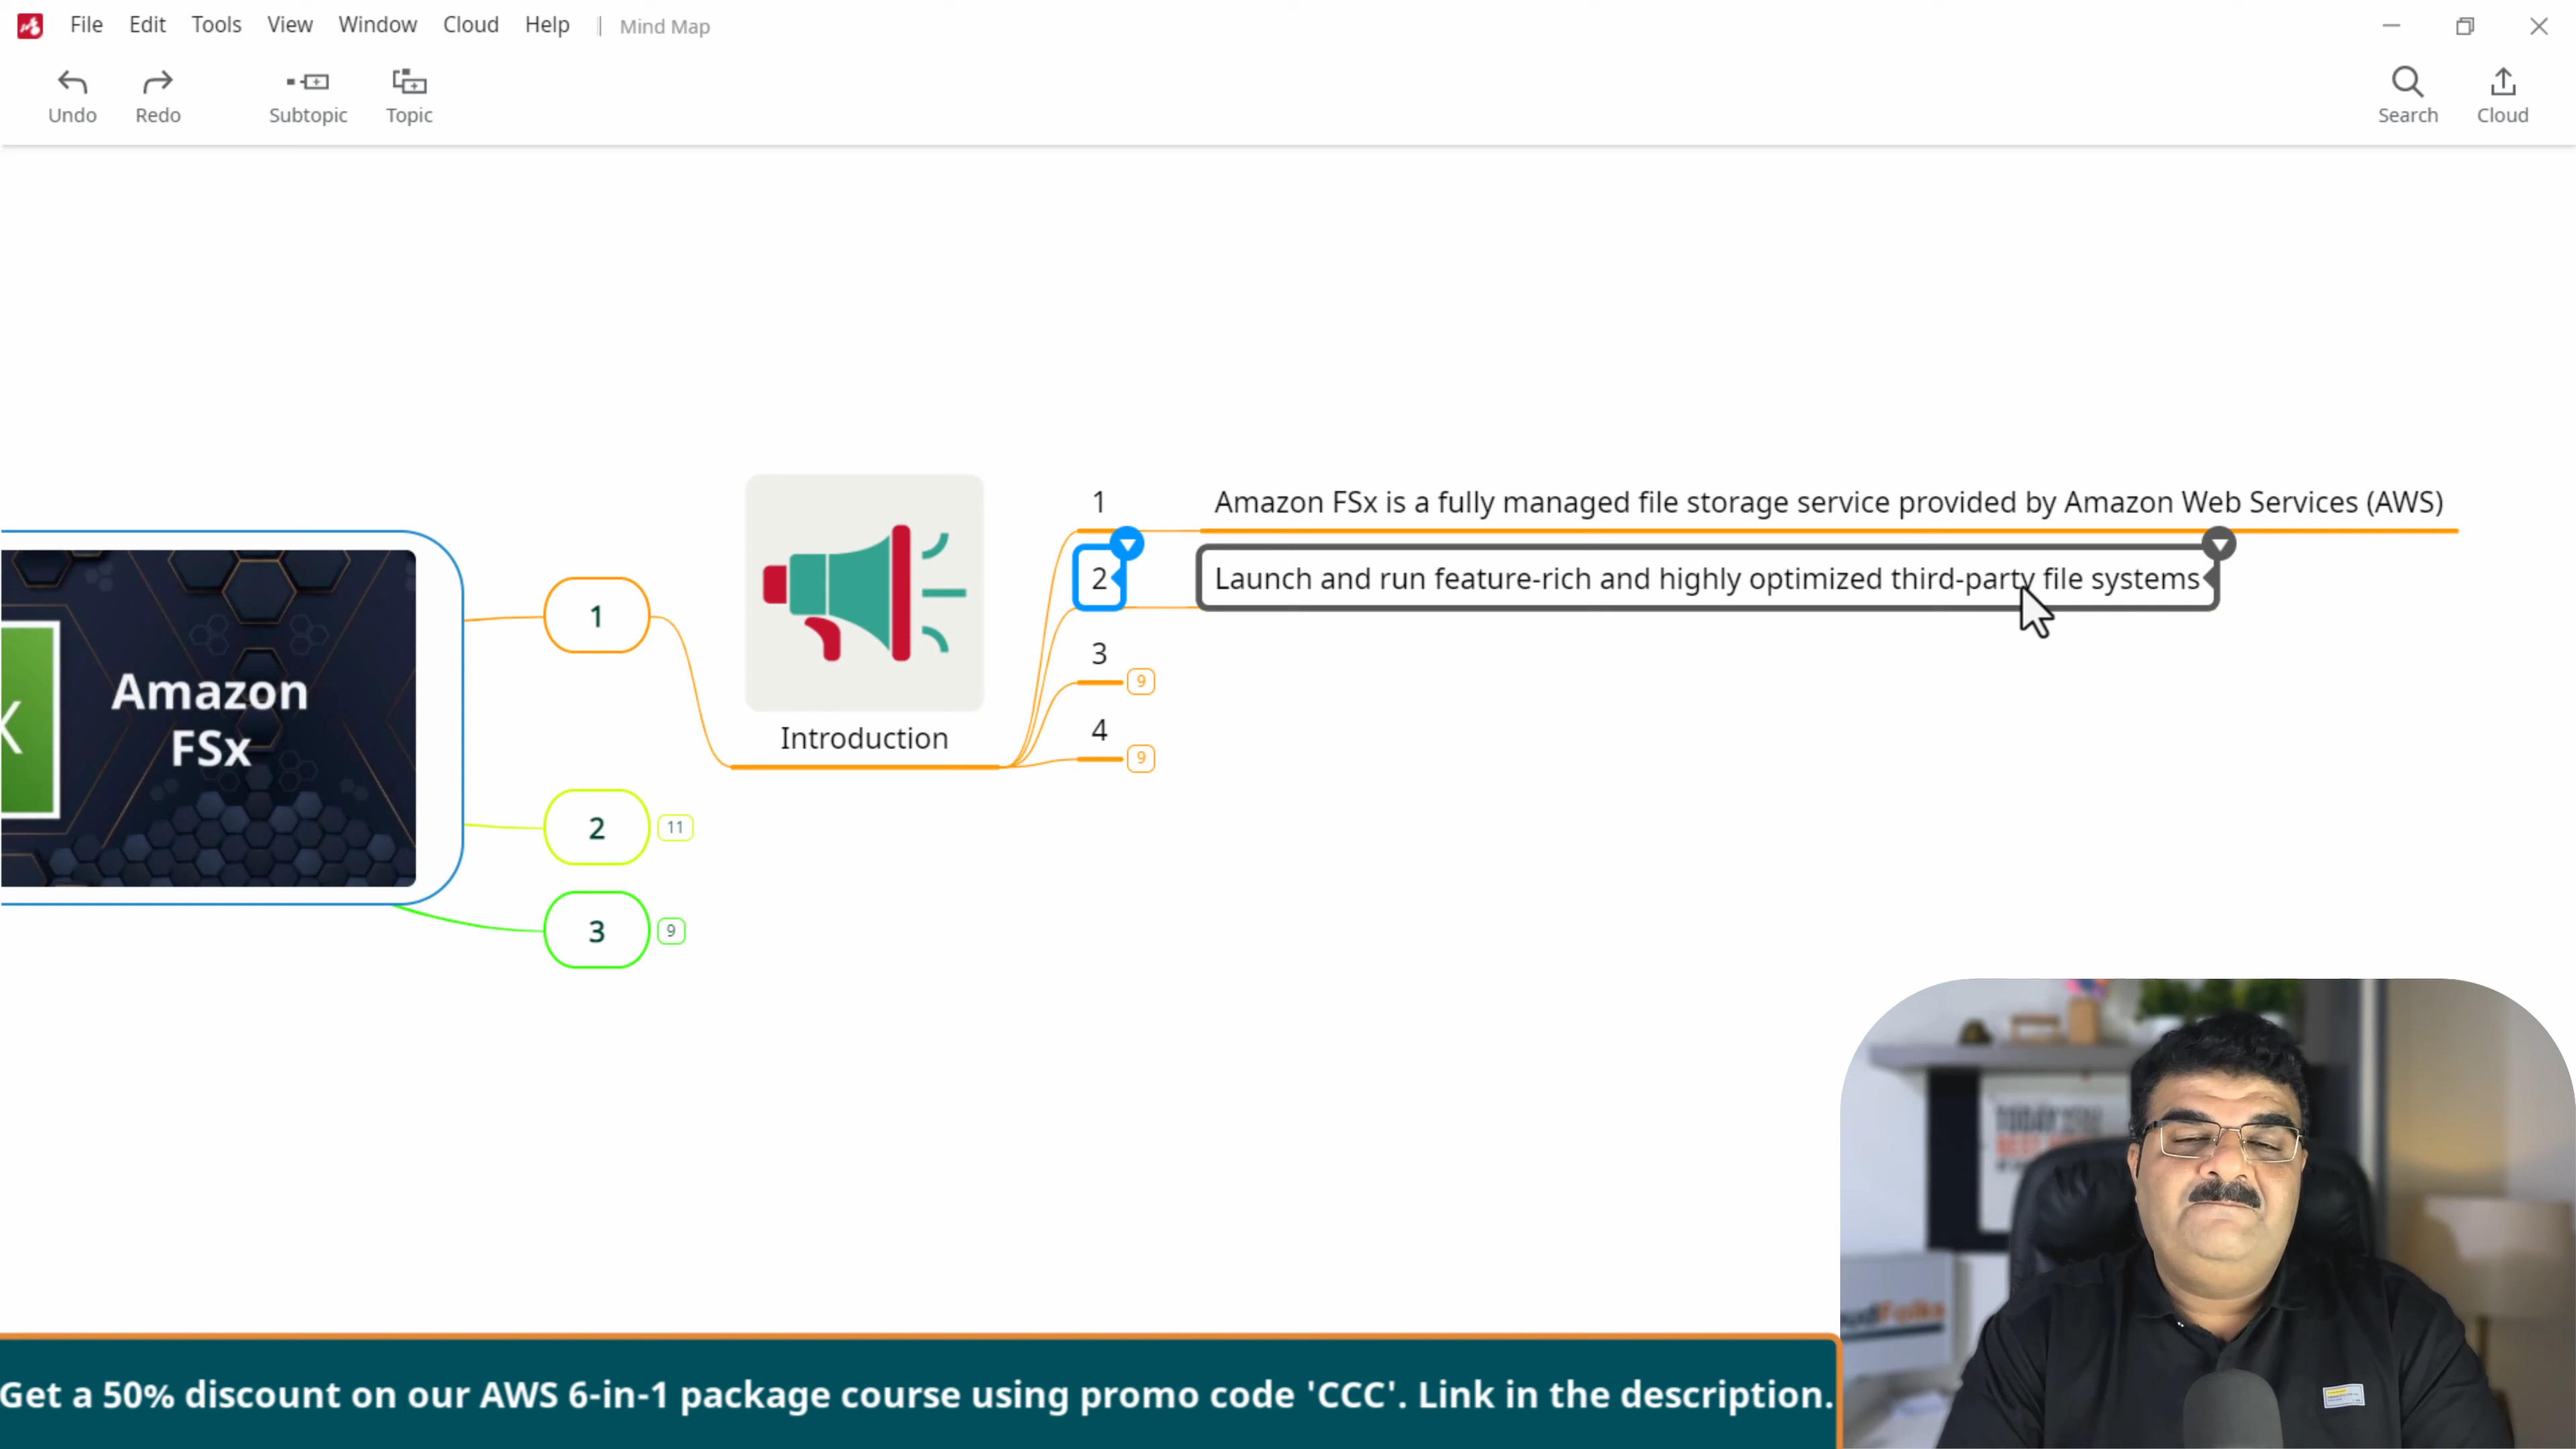 File Edit Tools View Window Cloud Help | Mind Map
Undo Redo Subtopic Topic Search Cloud
1 Amazon FSx is a fully managed file storage service provided by Amazon Web Services (AWS)
2 Launch and run feature-rich and highly optimized third-party file systems
3 9
4 9
Introduction
1
2 11
3 9
X
Amazon
FSx
Get a 50% discount on our AWS 6-in-1 package course using promo code 'CCC'. Link in the description.